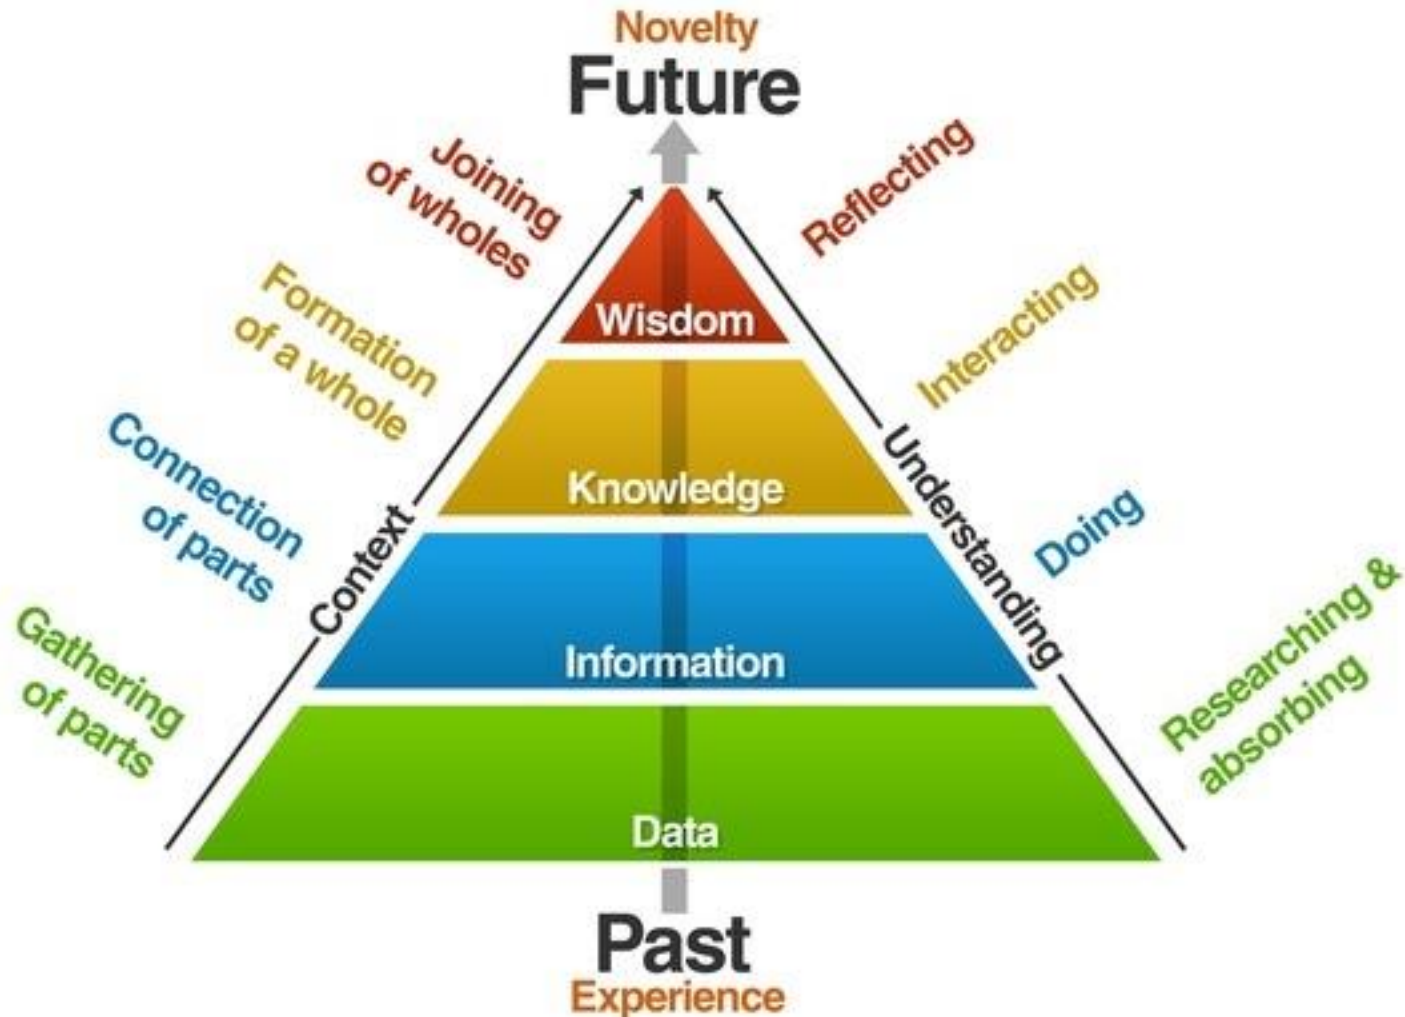 Novelty
Future
Joining
of wholes
Reflecting
Wisdom
Formation
of a whole
Interacting
Knowledge
Connection
of parts
Context
Understanding
Doing
Information
Gathering
of parts
Researching &
absorbing
Data
Past
Experience